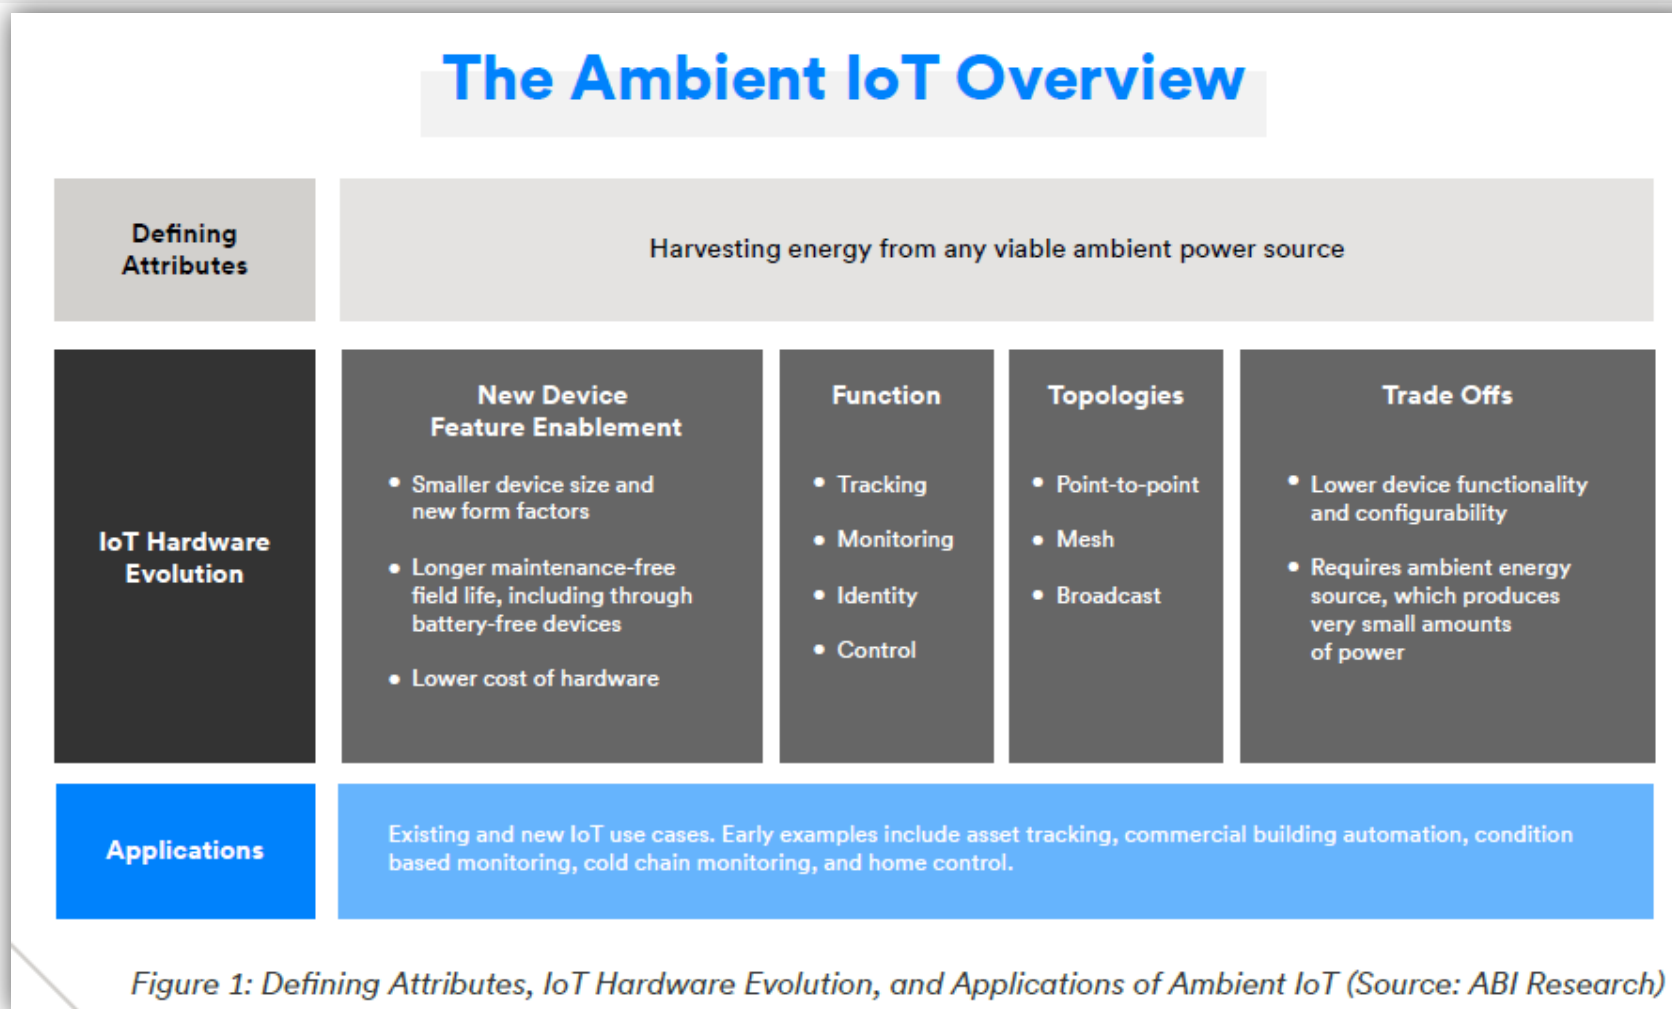 The Ambient IoT Overview
Defining
Attributes
Harvesting energy from any viable ambient power source
IoT Hardware
Evolution
New Device
Feature Enablement
• Smaller device size and
new form factors
• Longer maintenance-free
field life, including through
battery-free devices
• Lower cost of hardware
Function
• Tracking
• Monitoring
• Identity
• Control
Topologies
• Point-to-point
• Mesh
• Broadcast
Trade Offs
• Lower device functionality
and configurability
• Requires ambient energy
source, which produces
very small amounts
of power
Applications
Existing and new IoT use cases. Early examples include asset tracking, commercial building automation, condition
based monitoring, cold chain monitoring, and home control.
Figure 1: Defining Attributes, IoT Hardware Evolution, and Applications of Ambient IoT (Source: ABI Research)